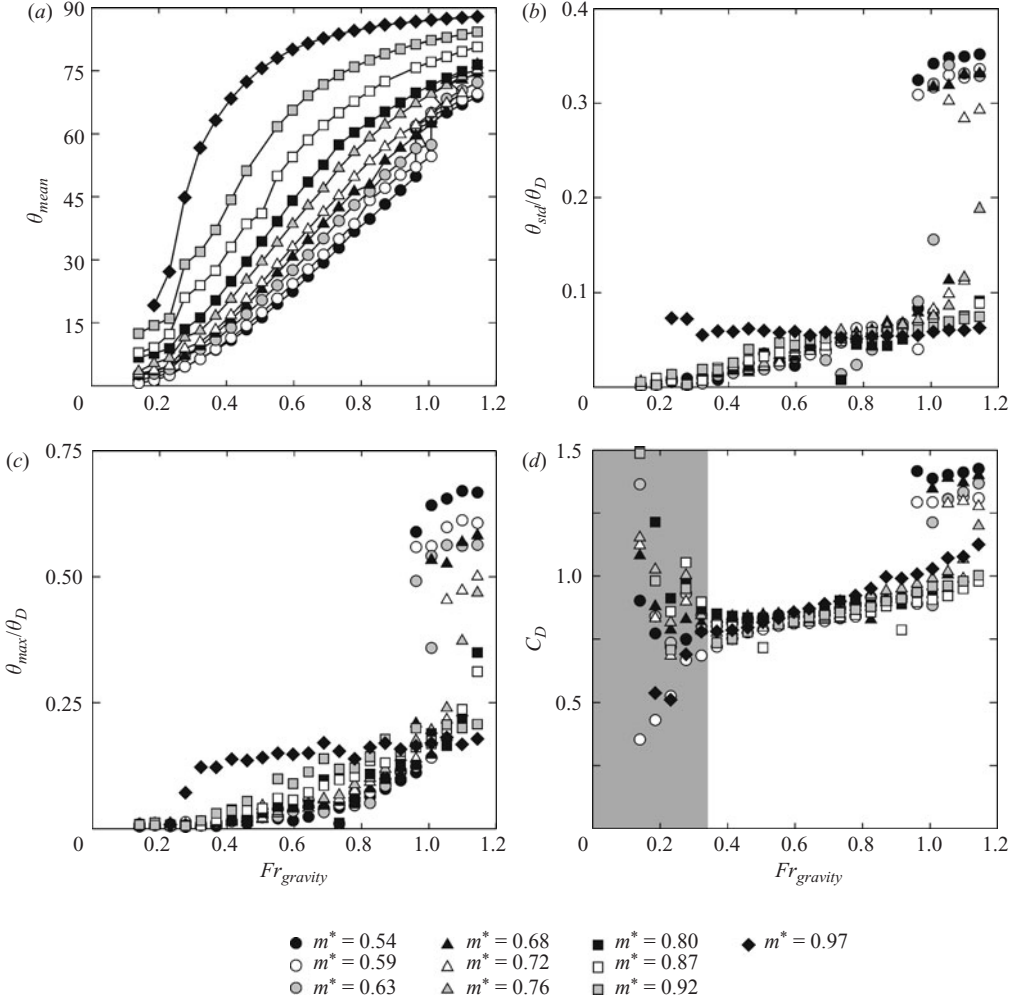 (a)
90
75
60
45
30
15
θmean
0
0.2
0.4
0.6
0.8
1.0
1.2
(b)
0.4
0.3
0.2
0.1
θstd/θD
0
0.2
0.4
0.6
0.8
1.0
1.2
(c)
0.75
0.50
0.25
θmax/θD
0
0.2
0.4
0.6
0.8
1.0
1.2
Frgravity
(d)
1.5
1.0
0.5
CD
0
0.2
0.4
0.6
0.8
1.0
1.2
Frgravity
m* = 0.54
m* = 0.68
m* = 0.80
m* = 0.97
m* = 0.59
m* = 0.72
m* = 0.87
m* = 0.63
m* = 0.76
m* = 0.92